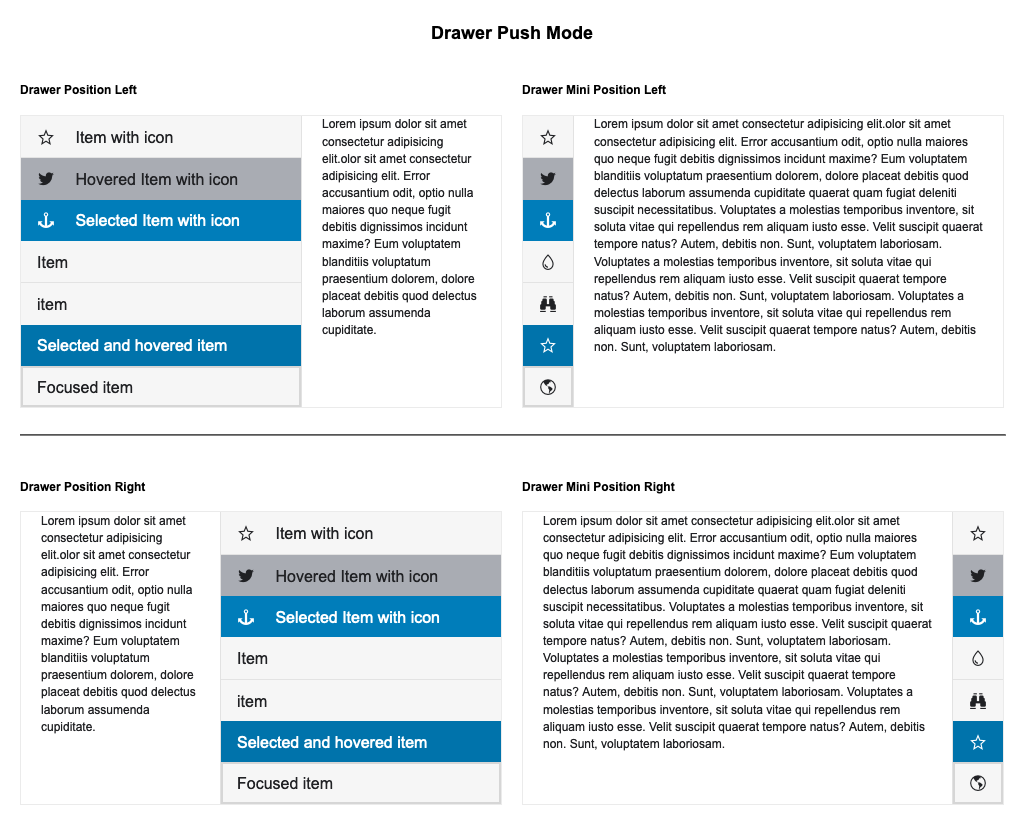 Drawer Push Mode
Drawer Position Left
Item with icon
Hovered Item with icon
Selected Item with icon
Item
item
Selected and hovered item
Focused item
Lorem ipsum dolor sit amet
consectetur adipisicing
elit.olor sit amet consectetur
adipisicing elit. Error
accusantium odit, optio nulla
maiores quo neque fugit
debitis dignissimos incidunt
maxime? Eum voluptatem
blanditiis voluptatum
praesentium dolorem, dolore
placeat debitis quod delectus
laborum assumenda
cupiditate.
Drawer Mini Position Left
Lorem ipsum dolor sit amet consectetur adipisicing elit.olor sit amet
consectetur adipisicing elit. Error accusantium odit, optio nulla maiores
quo neque fugit debitis dignissimos incidunt maxime? Eum voluptatem
blanditiis voluptatum praesentium dolorem, dolore placeat debitis quod
delectus laborum assumenda cupiditate quaerat quam fugiat deleniti
suscipit necessitatibus. Voluptates a molestias temporibus inventore, sit
soluta vitae qui repellendus rem aliquam iusto esse. Velit suscipit quaerat
tempore natus? Autem, debitis non. Sunt, voluptatem laboriosam.
Voluptates a molestias temporibus inventore, sit soluta vitae qui
repellendus rem aliquam iusto esse. Velit suscipit quaerat tempore
natus? Autem, debitis non. Sunt, voluptatem laboriosam. Voluptates a
molestias temporibus inventore, sit soluta vitae qui repellendus rem
aliquam iusto esse. Velit suscipit quaerat tempore natus? Autem, debitis
non. Sunt, voluptatem laboriosam.
Drawer Position Right
Lorem ipsum dolor sit amet
consectetur adipisicing
elit.olor sit amet consectetur
adipisicing elit. Error
accusantium odit, optio nulla
maiores quo neque fugit
debitis dignissimos incidunt
maxime? Eum voluptatem
blanditiis voluptatum
praesentium dolorem, dolore
placeat debitis quod delectus
laborum assumenda
cupiditate.
Item with icon
Hovered Item with icon
Selected Item with icon
Item
item
Selected and hovered item
Focused item
Drawer Mini Position Right
Lorem ipsum dolor sit amet consectetur adipisicing elit.olor sit amet
consectetur adipisicing elit. Error accusantium odit, optio nulla maiores
quo neque fugit debitis dignissimos incidunt maxime? Eum voluptatem
blanditiis voluptatum praesentium dolorem, dolore placeat debitis quod
delectus laborum assumenda cupiditate quaerat quam fugiat deleniti
suscipit necessitatibus. Voluptates a molestias temporibus inventore, sit
soluta vitae qui repellendus rem aliquam iusto esse. Velit suscipit quaerat
tempore natus? Autem, debitis non. Sunt, voluptatem laboriosam.
Voluptates a molestias temporibus inventore, sit soluta vitae qui
repellendus rem aliquam iusto esse. Velit suscipit quaerat tempore
natus? Autem, debitis non. Sunt, voluptatem laboriosam. Voluptates a
molestias temporibus inventore, sit soluta vitae qui repellendus rem
aliquam iusto esse. Velit suscipit quaerat tempore natus? Autem, debitis
non. Sunt, voluptatem laboriosam.